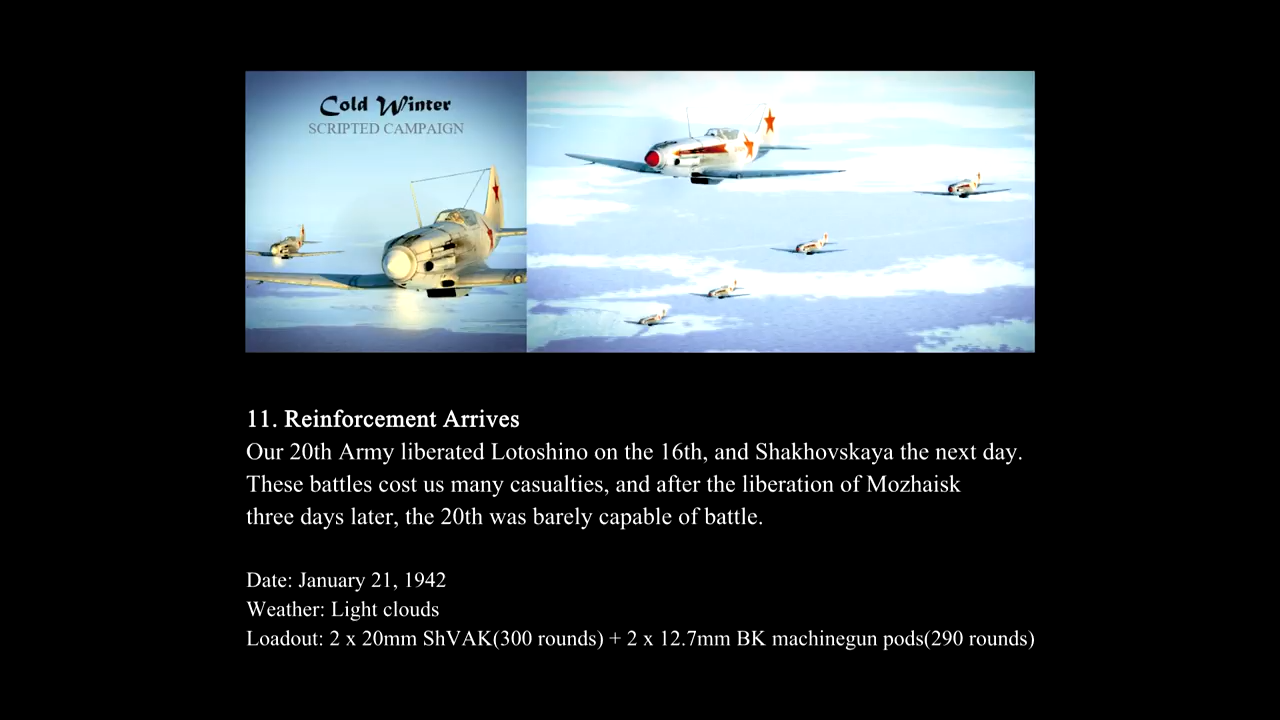 Cold Winter
SCRIPTED CAMPAIGN
11. Reinforcement Arrives
Our 20th Army liberated Lotoshino on the 16th, and Shakhovskaya the next day.
These battles cost us many casualties, and after the liberation of Mozhaisk
three days later, the 20th was barely capable of battle.
Date: January 21, 1942
Weather: Light clouds
Loadout: 2 x 20mm ShVAK(300 rounds) + 2 x 12.7mm BK machinegun pods(290 rounds)